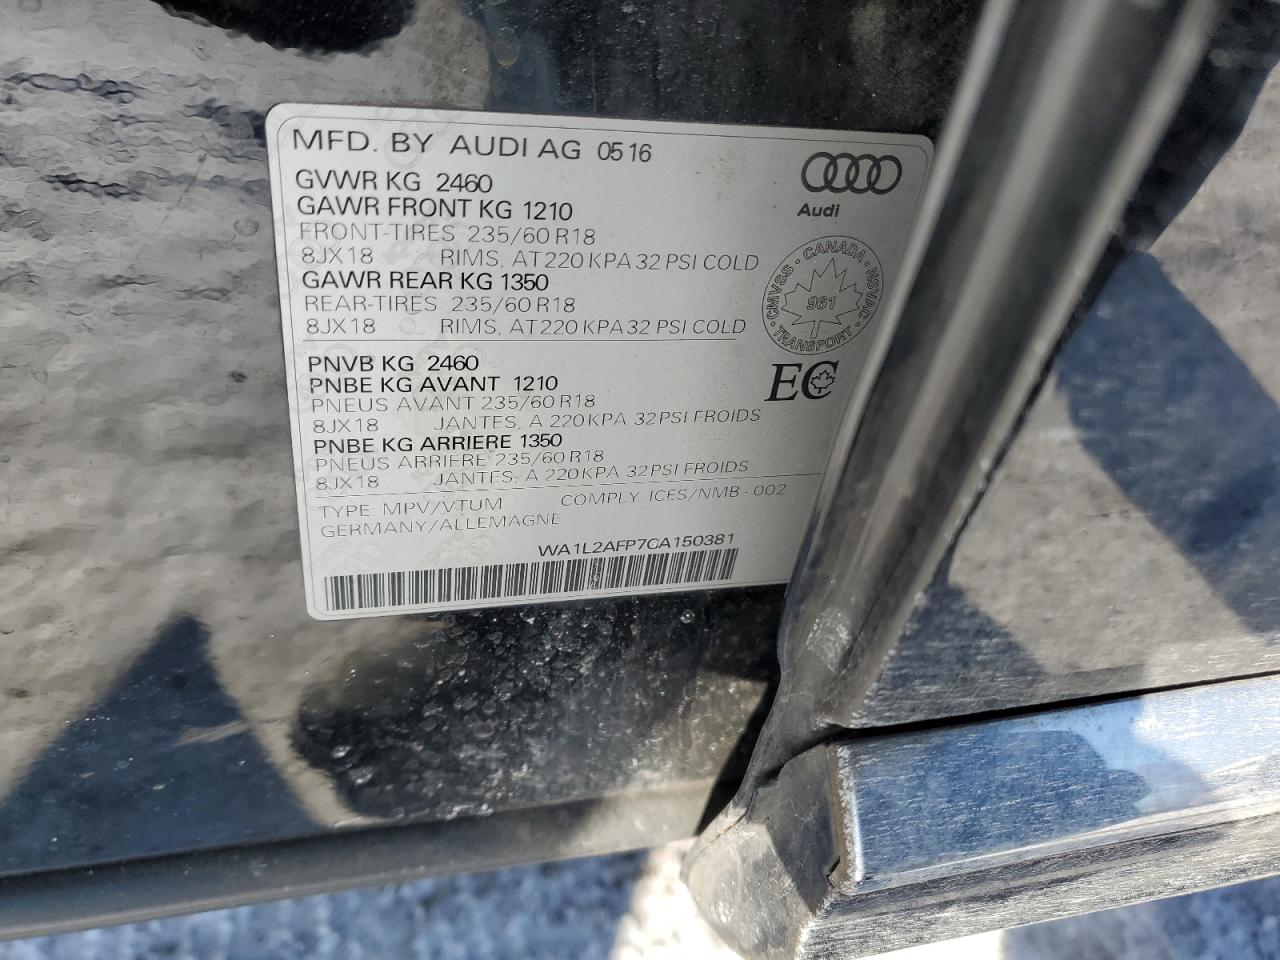 MFD. BY AUDI AG 0516
GVWR KG 2460
GAWR FRONT KG 1210
FRONT-TIRES 235/60 R18
8JX18 RIMS, AT 220 KPA 32 PSI COLD
GAWR REAR KG 1350
REAR-TIRES 235/60 R18
8JX18 RIMS, AT 220 KPA 32 PSI COLD
Audi
CMVSS · CANADA · NSVAC · TRANSPORT ·
961
PNVB KG 2460
PNBE KG AVANT 1210
PNEUS AVANT 235/60 R18
8JX18 JANTES, A 220 KPA 32 PSI FROIDS
PNBE KG ARRIERE 1350
PNEUS ARRIERE 235/60 R18
8JX18 JANTES, A 220 KPA 32 PSI FROIDS
EC
TYPE: MPV/VTUM COMPLY ICES/NMB-002
GERMANY/ALLEMAGNE
WA1L2AFP7GA150381